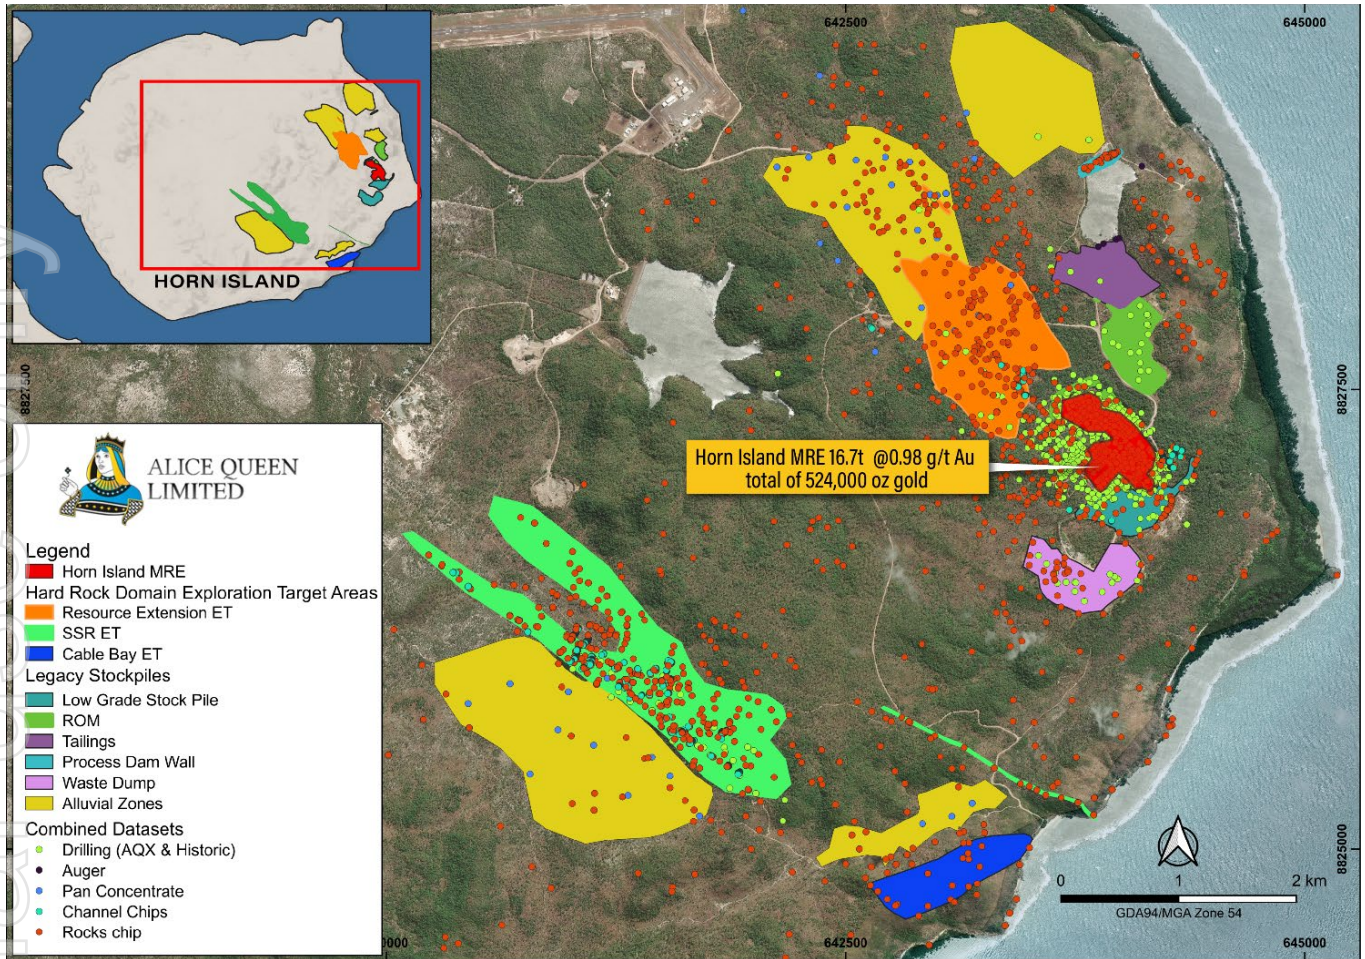 642500
645000
HORN ISLAND
8827500
8827500
Horn Island MRE 16.7t @0.98 g/t Au
total of 524,000 oz gold
ALICE QUEEN
LIMITED
Legend
Horn Island MRE
Hard Rock Domain Exploration Target Areas
Resource Extension ET
SSR ET
Cable Bay ET
Legacy Stockpiles
Low Grade Stock Pile
ROM
Tailings
Process Dam Wall
Waste Dump
Alluvial Zones
Combined Datasets
Drilling (AQX & Historic)
Auger
Pan Concentrate
Channel Chips
Rocks chip
8825000
0 1 2 km
GDA94/MGA Zone 54
0000
642500
645000